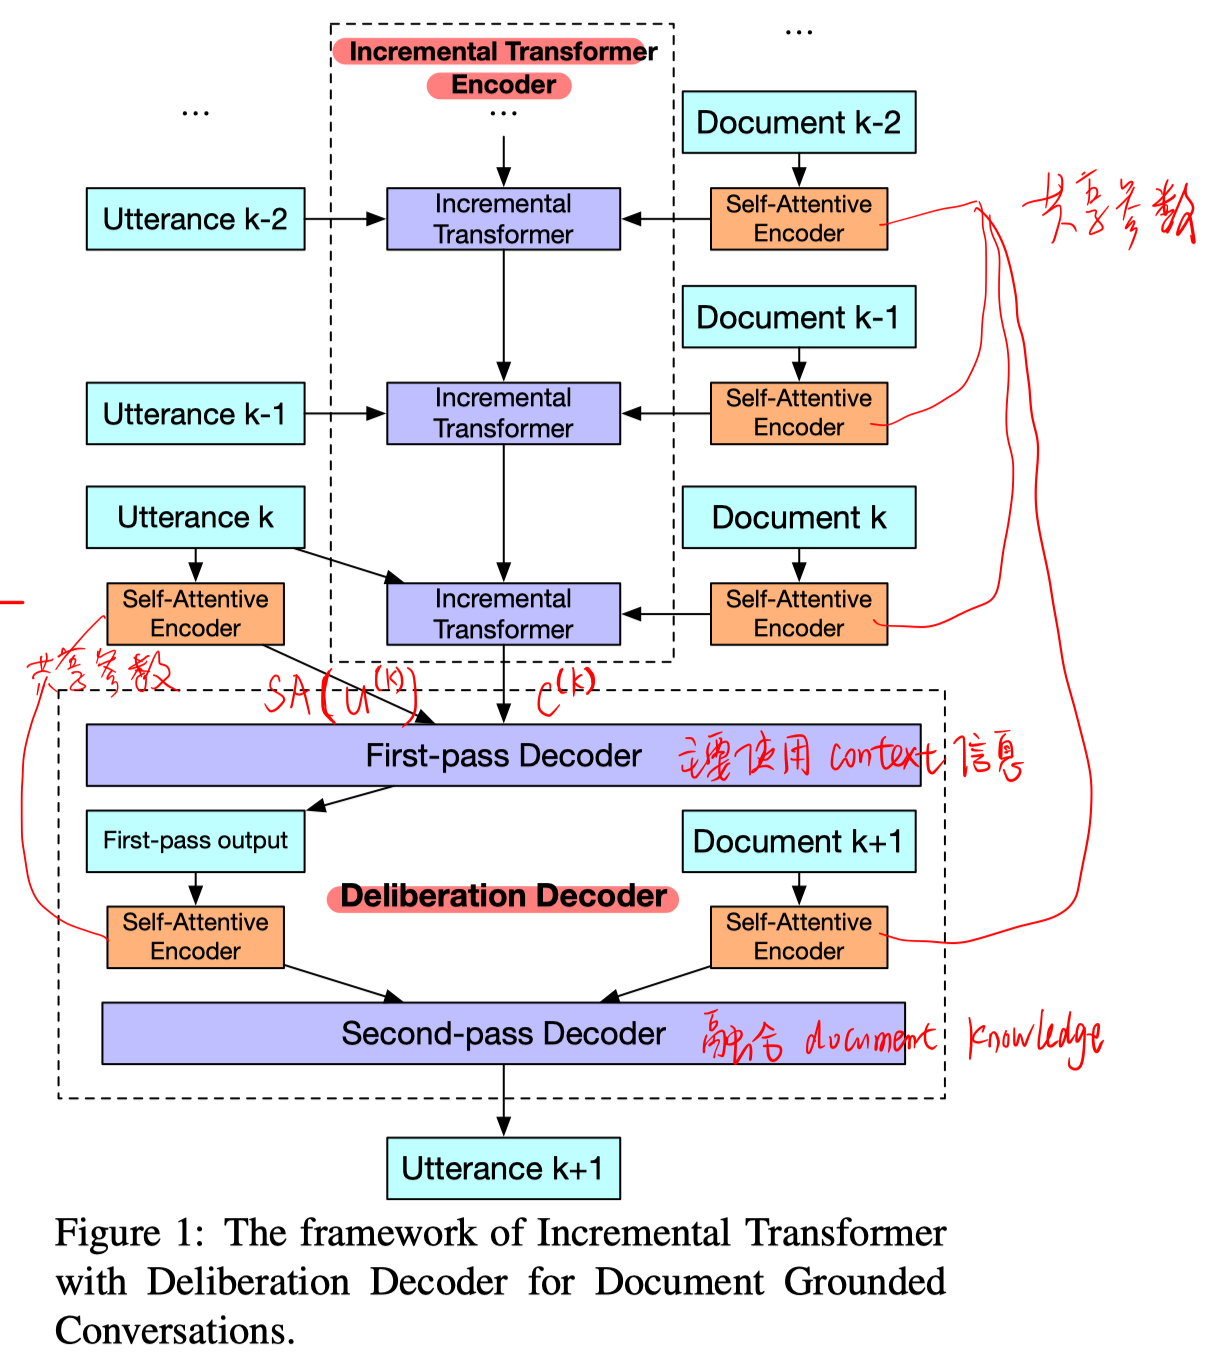 ...
Incremental Transformer
Encoder
...
...
Document k-2
Utterance k-2
Incremental
Transformer
Self-Attentive
Encoder
共享参数
Document k-1
Utterance k-1
Incremental
Transformer
Self-Attentive
Encoder
Utterance k
Document k
Self-Attentive
Encoder
Incremental
Transformer
Self-Attentive
Encoder
共享参数
SA(u^(k))
C^(k)
First-pass Decoder
主要使用 context 信息
First-pass output
Document k+1
Deliberation Decoder
Self-Attentive
Encoder
Self-Attentive
Encoder
Second-pass Decoder
融合 document knowledge
Utterance k+1
Figure 1: The framework of Incremental Transformer
with Deliberation Decoder for Document Grounded
Conversations.